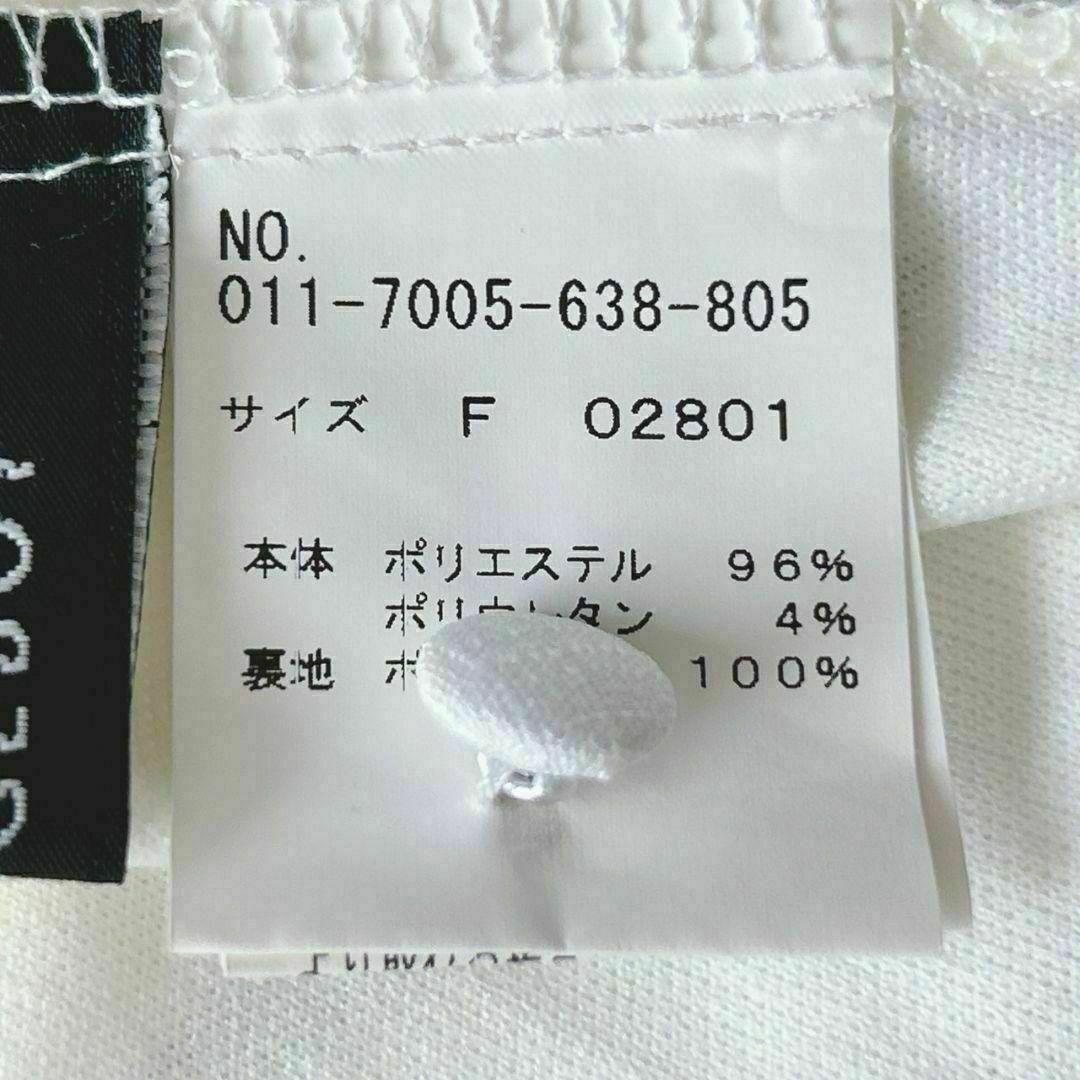 NO.
011-7005-638-805
サイズ F 02801
本体 ポリエステル 96%
4%
裏地 100%